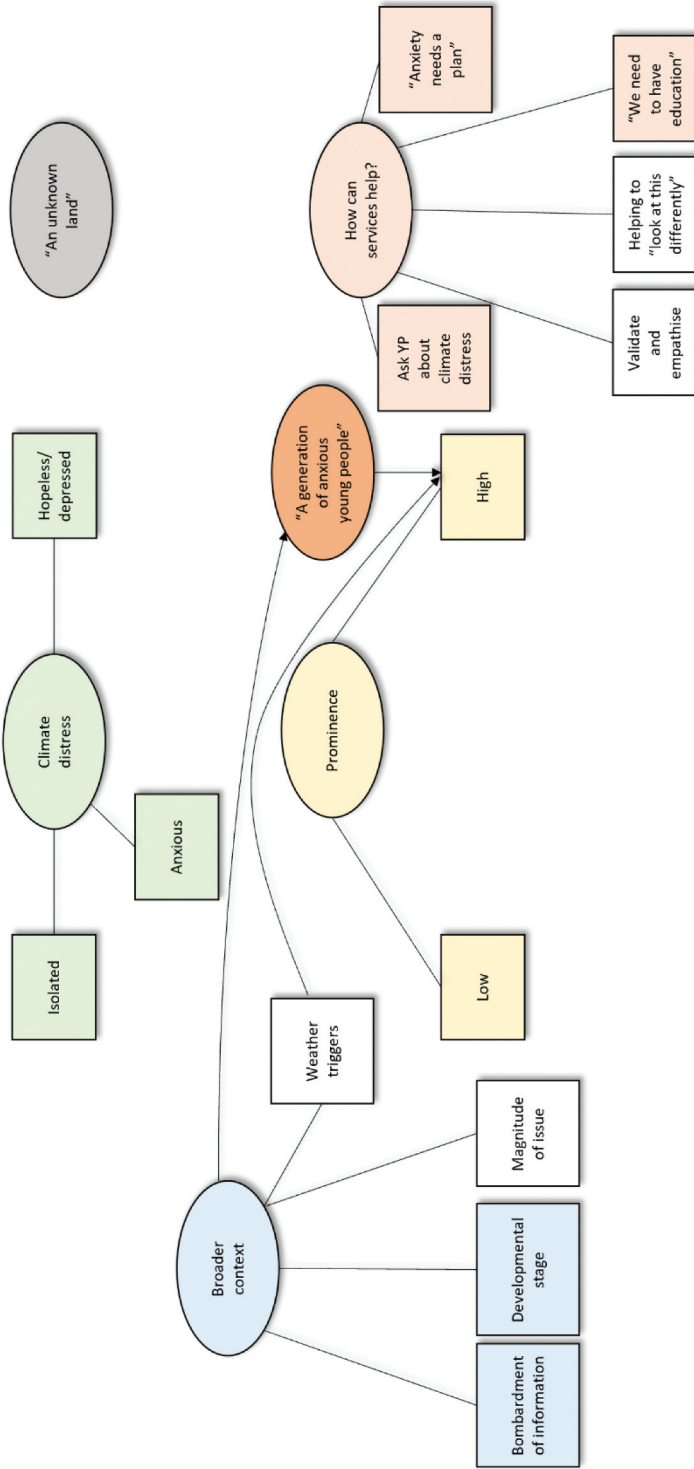 Isolated
Climate
distress
Hopeless/
depressed
"An unknown
land"
Anxious
Broader
context
Weather
triggers
Prominence
"A generation
of anxious
young people"
How can
services help?
Ask YP
about
climate
distress
"Anxiety
needs a
plan"
Low
High
Bombardment
of information
Developmental
stage
Magnitude
of issue
Validate
and
empathise
Helping to
"look at this
differently"
"We need
to have
education"